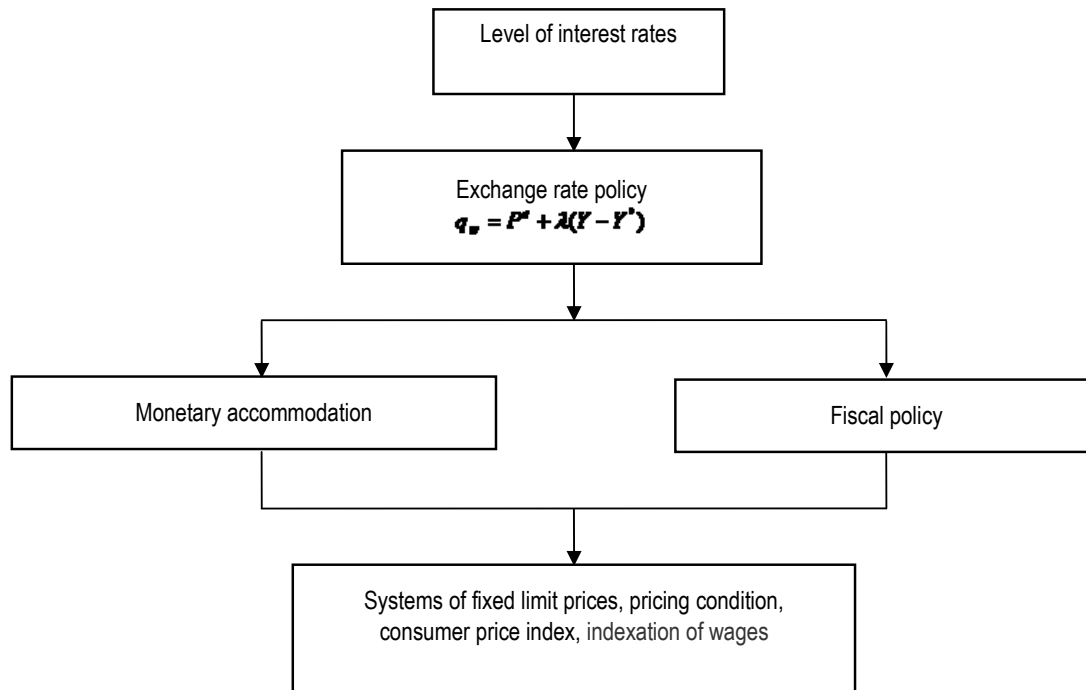 Level of interest rates
Exchange rate policy
q_w = P^e + λ(Y − Y^*)
Monetary accommodation
Fiscal policy
Systems of fixed limit prices, pricing condition,
consumer price index, indexation of wages